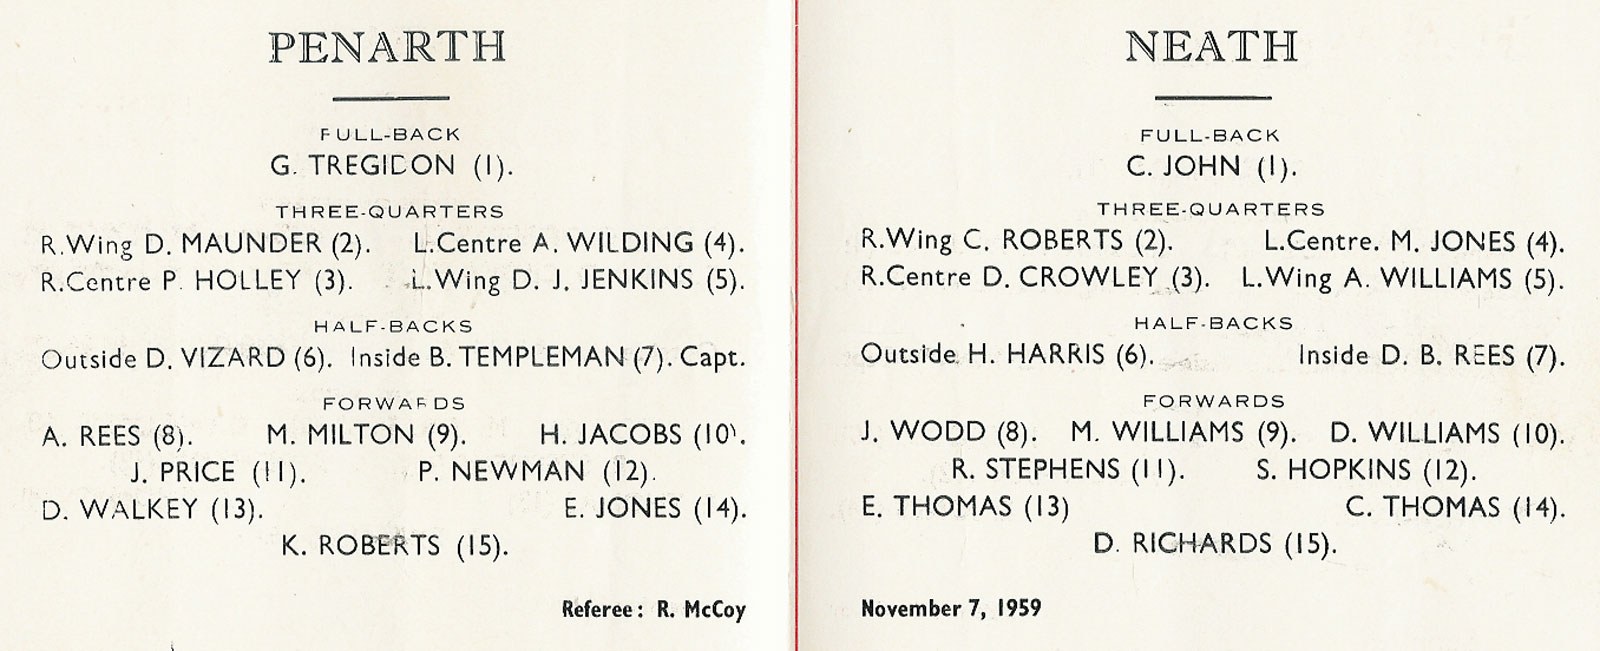 PENARTH
FULL-BACK
G. TREGIDON (1).
THREE-QUARTERS
R.Wing D. MAUNDER (2). L.Centre A. WILDING (4).
R.Centre P. HOLLEY (3). L.Wing D. J. JENKINS (5).
HALF-BACKS
Outside D. VIZARD (6). Inside B. TEMPLEMAN (7). Capt.
FORWARDS
A. REES (8). M. MILTON (9). H. JACOBS (10).
J. PRICE (11). P. NEWMAN (12).
D. WALKEY (13). E. JONES (14).
K. ROBERTS (15).
Referee: R. McCoy
NEATH
FULL-BACK
C. JOHN (1).
THREE-QUARTERS
R.Wing C. ROBERTS (2). L.Centre. M. JONES (4).
R.Centre D. CROWLEY (3). L.Wing A. WILLIAMS (5).
HALF-BACKS
Outside H. HARRIS (6). Inside D. B. REES (7).
FORWARDS
J. WODD (8). M. WILLIAMS (9). D. WILLIAMS (10).
R. STEPHENS (11). S. HOPKINS (12).
E. THOMAS (13) C. THOMAS (14).
D. RICHARDS (15).
November 7, 1959